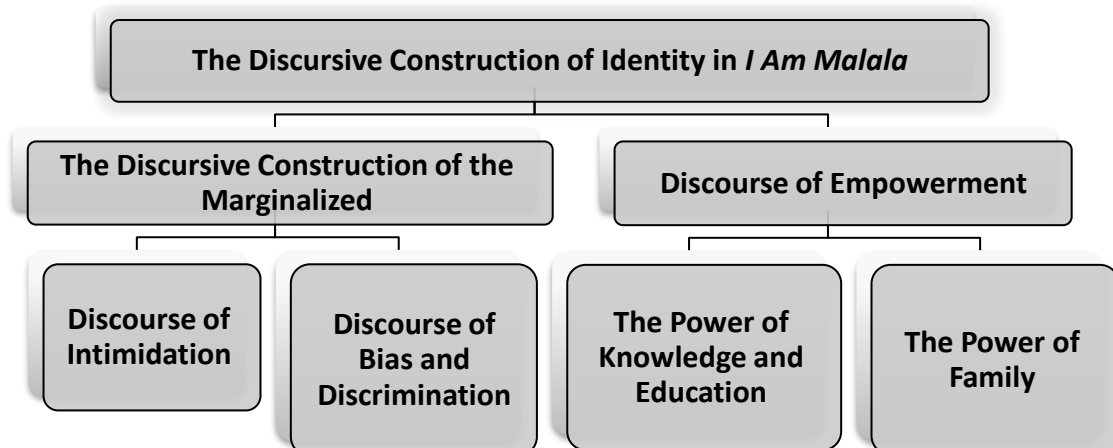 The Discursive Construction of Identity in I Am Malala
The Discursive Construction of the
Marginalized
Discourse of Empowerment
Discourse of
Intimidation
Discourse of
Bias and
Discrimination
The Power of
Knowledge and
Education
The Power of
Family